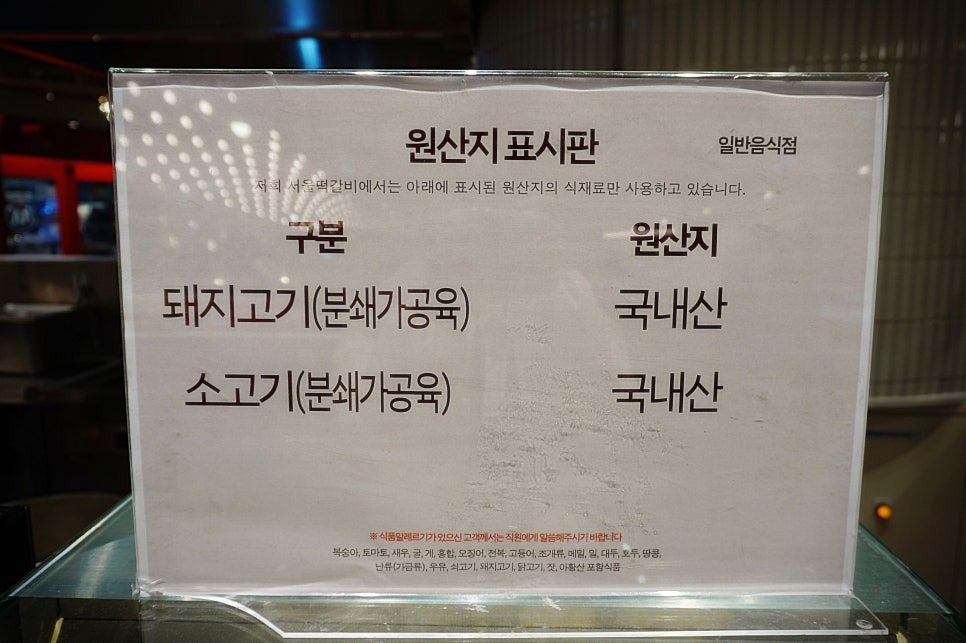 원산지 표시판
일반음식점
저희 서울떡갈비에서는 아래에 표시된 원산지의 식재료만 사용하고 있습니다.
구분 원산지
돼지고기(분쇄가공육) 국내산
소고기(분쇄가공육) 국내산
※ 식품알레르기가 있으신 고객께서는 직원에게 말씀해주시기 바랍니다
복숭아, 토마토, 새우, 굴, 게, 홍합, 오징어, 전복, 고등어, 조개류, 메밀, 밀, 대두, 호두, 땅콩,
난류(가금류), 우유, 쇠고기, 돼지고기, 닭고기, 잣, 아황산 포함식품